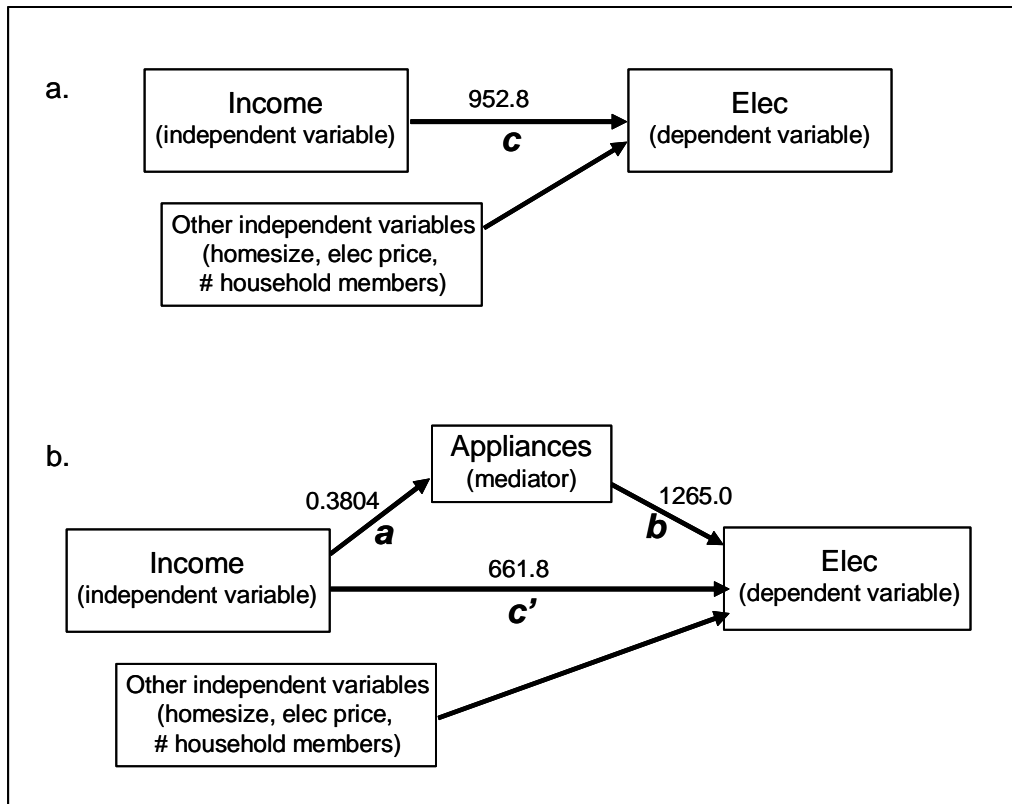 a.
Income
(independent variable)
952.8
c
Elec
(dependent variable)
Other independent variables
(homesize, elec price,
# household members)
b.
Appliances
(mediator)
0.3804
a
1265.0
b
Income
(independent variable)
661.8
c’
Elec
(dependent variable)
Other independent variables
(homesize, elec price,
# household members)